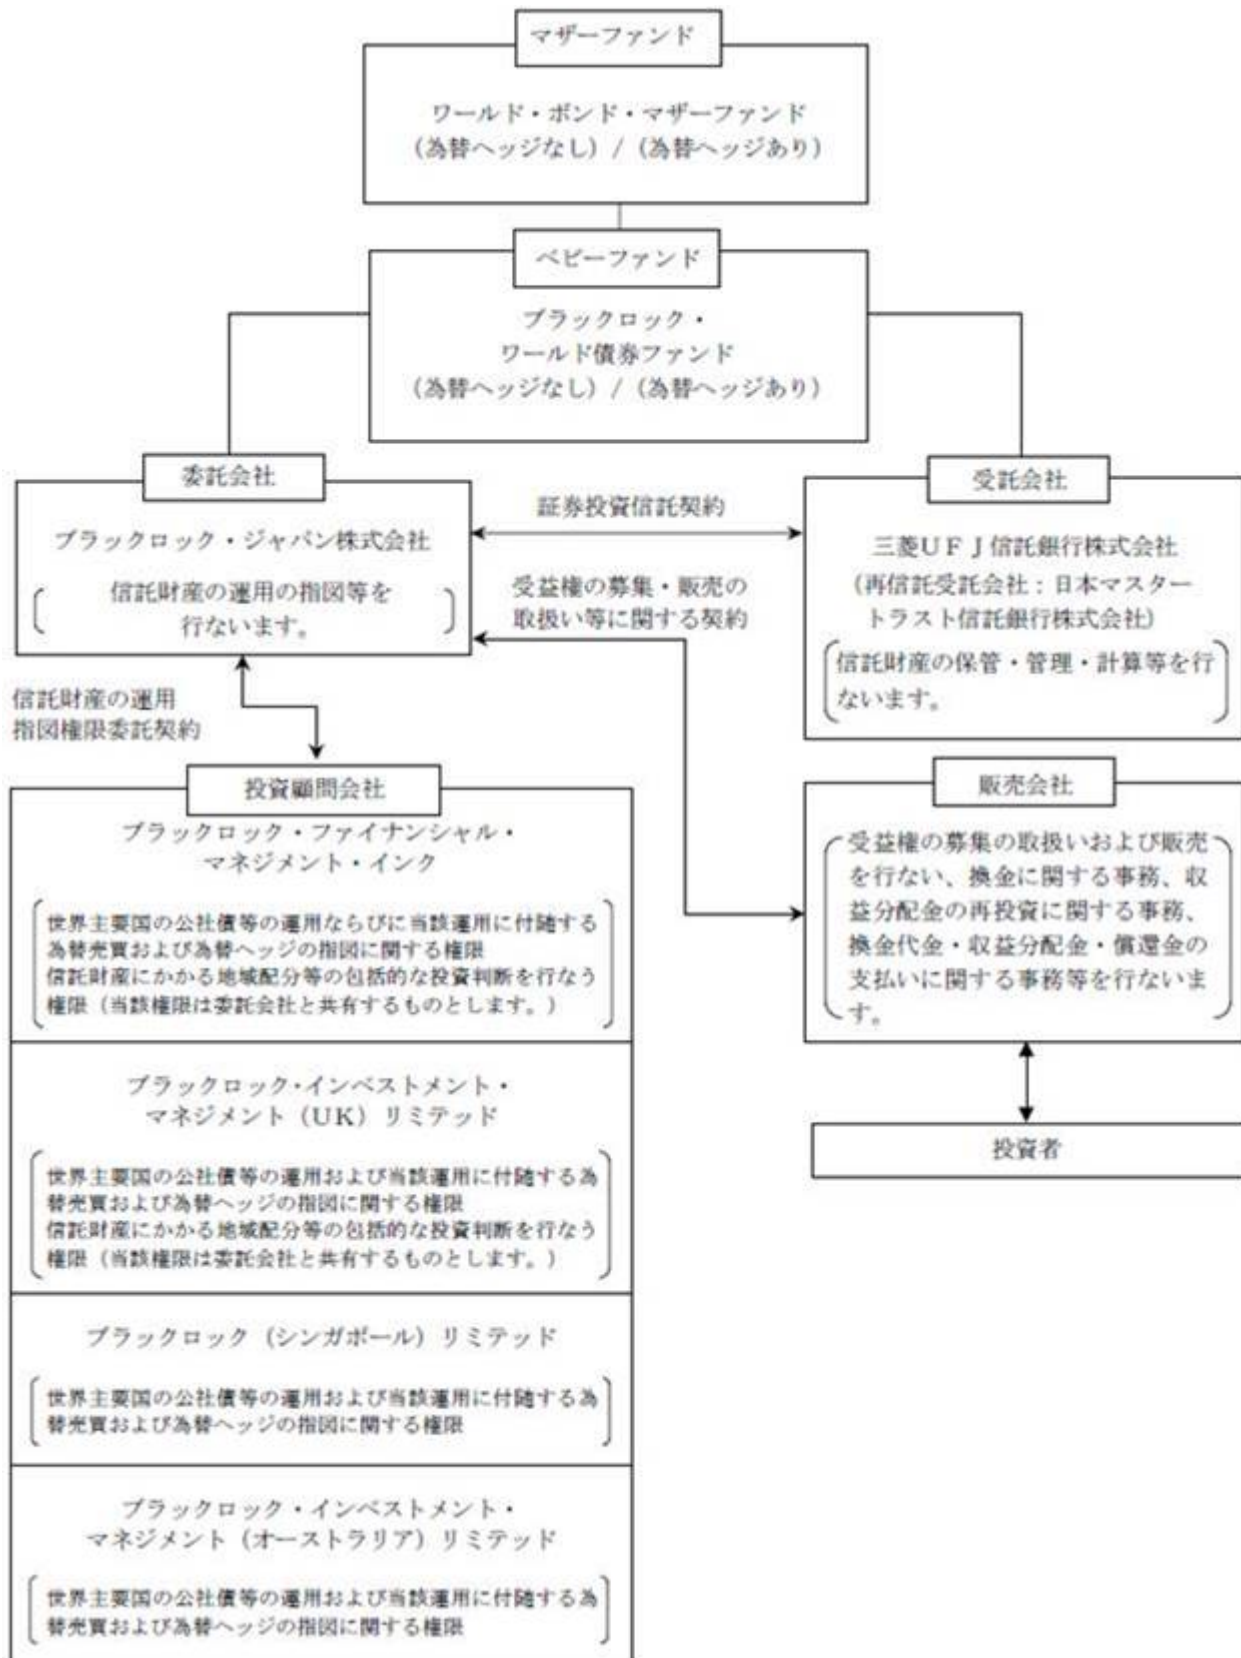 マザーファンド
ワールド・ボンド・マザーファンド
(為替ヘッジなし) / (為替ヘッジあり)
ベビーファンド
ブラックロック・
ワールド債券ファンド
(為替ヘッジなし) / (為替ヘッジあり)
委託会社
ブラックロック・ジャパン株式会社
信託財産の運用の指図等を
行ないます。
証券投資信託契約
受益権の募集・販売の
取扱い等に関する契約
受託会社
三菱UFJ信託銀行株式会社
(再信託受託会社:日本マスター
トラスト信託銀行株式会社)
信託財産の保管・管理・計算等を行
ないます。
信託財産の運用
指図権限委託契約
投資顧問会社
ブラックロック・ファイナンシャル・
マネジメント・インク
世界主要国の公社債等の運用ならびに当該運用に付随する
為替売買および為替ヘッジの指図に関する権限
信託財産にかかる地域配分等の包括的な投資判断を行なう
権限(当該権限は委託会社と共有するものとします。)
ブラックロック・インベストメント・
マネジメント(UK)リミテッド
世界主要国の公社債等の運用および当該運用に付随する為
替売買および為替ヘッジの指図に関する権限
信託財産にかかる地域配分等の包括的な投資判断を行なう
権限(当該権限は委託会社と共有するものとします。)
ブラックロック(シンガポール)リミテッド
世界主要国の公社債等の運用および当該運用に付随する為
替売買および為替ヘッジの指図に関する権限
ブラックロック・インベストメント・
マネジメント(オーストラリア)リミテッド
世界主要国の公社債等の運用および当該運用に付随する為
替売買および為替ヘッジの指図に関する権限
販売会社
受益権の募集の取扱いおよび販売
を行ない、換金に関する事務、収
益分配金の再投資に関する事務、
換金代金・収益分配金・償還金の
支払いに関する事務等を行ないま
す。
投資者